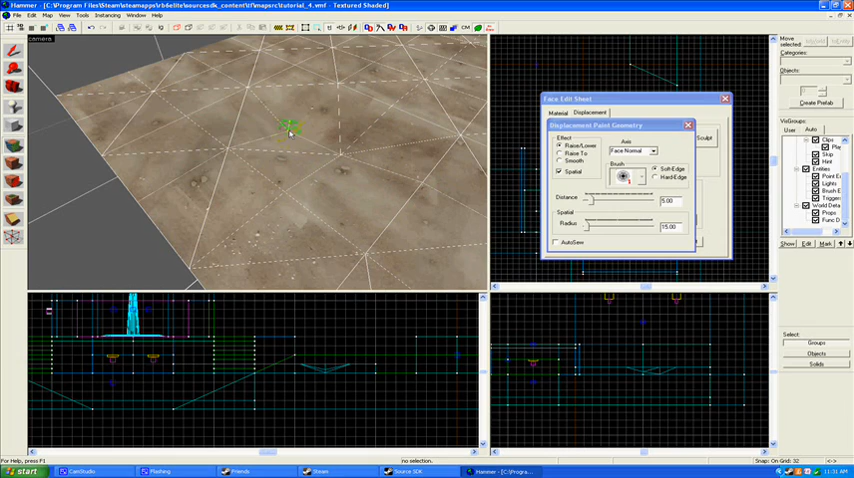 Hammer - [C:\Program Files\Steam\steamapps\rb6elite\sourcesdk_content\tf\mapsrc\tutorial_4.vmf - Textured Shaded]
File Edit Map View Tools Instancing Window Help
camera
Move
selected:
Categories:
Objects:
Create Prefab
VisGroups:
User Auto
Clips
Skip
Hint
Entities
Point E
Lights
Brush E
Triggers
World Detail
Props
Func D
Show Edit Mark
Select:
Groups
Objects
Solids
Face Edit Sheet
Material Displacement
Sculpt
Displacement Paint Geometry
Effect
Raise/Lower
Raise To
Smooth
Spatial
Axis
Face Normal
Brush
Soft-Edge
Hard-Edge
Distance 5.00
Spatial
Radius 15.00
AutoSew
For Help, press F1
no selection.
Snap: On Grid: 32
start
CamStudio
Flashing
Friends
Steam
Source SDK
Hammer - [C:\Progra...
11:31 AM